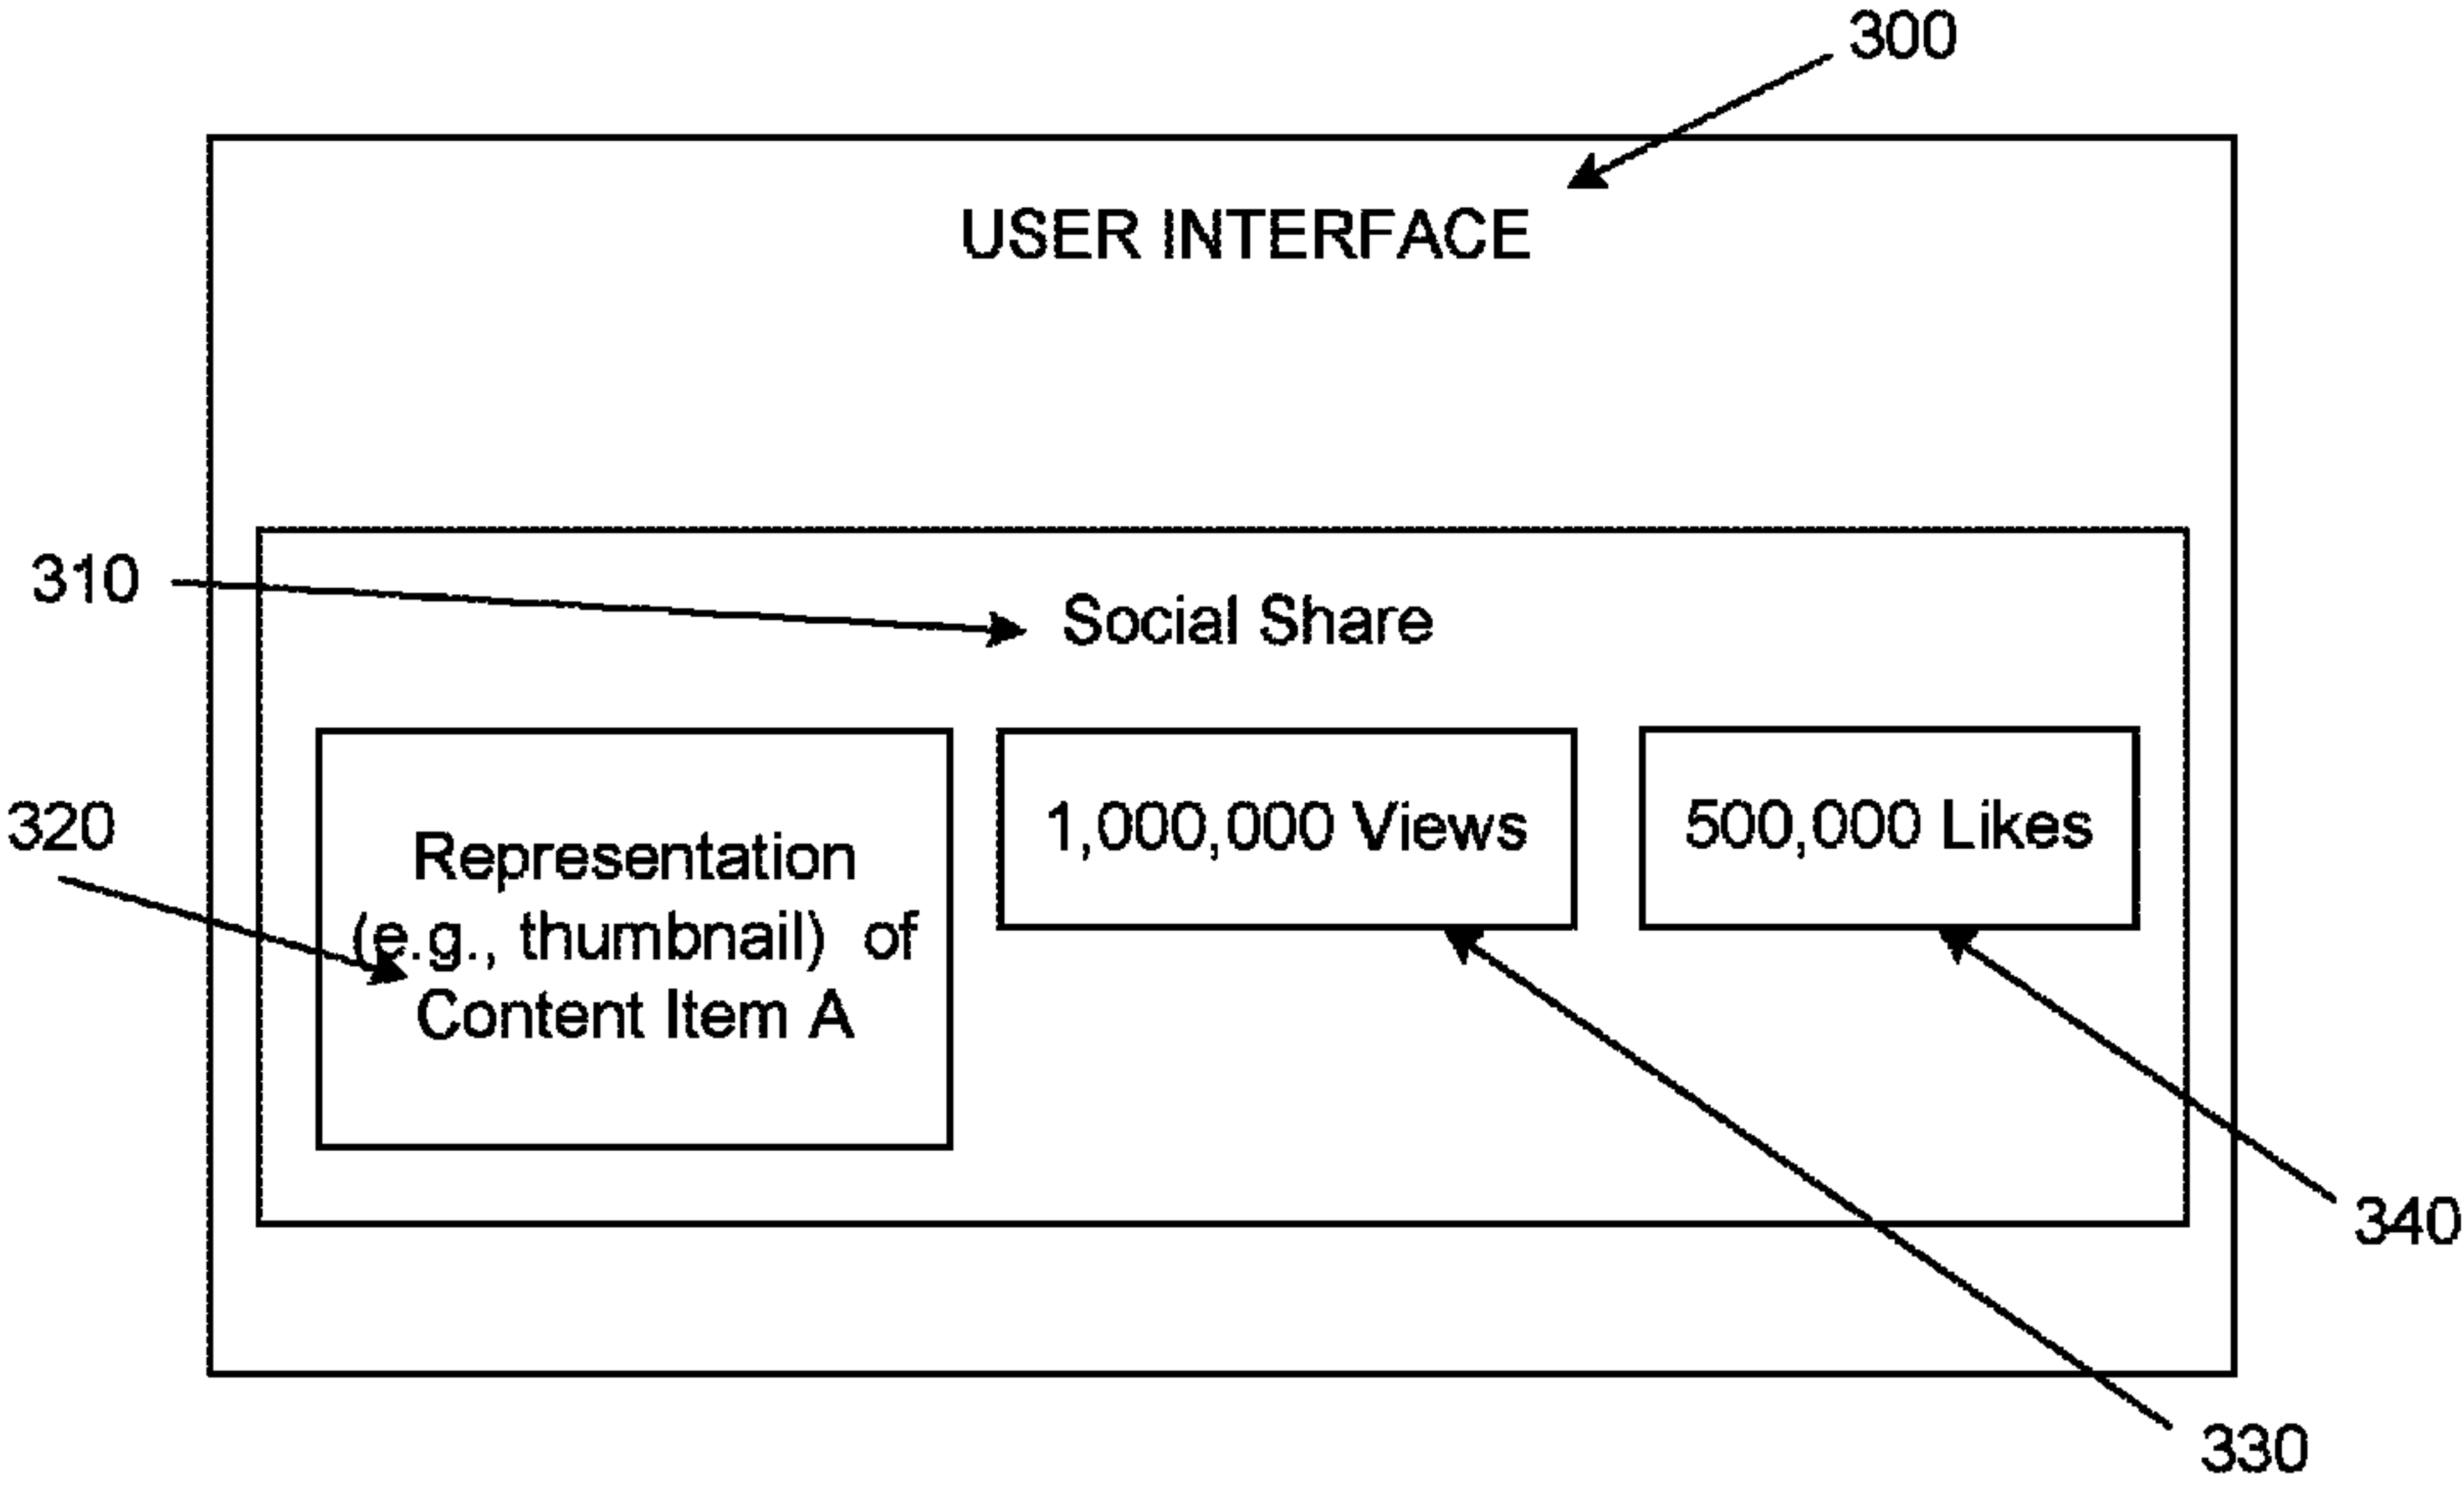 300
USER INTERFACE
310
Social Share
320
Representation
(e.g., thumbnail) of
Content Item A
1,000,000 Views
500,000 Likes
340
330